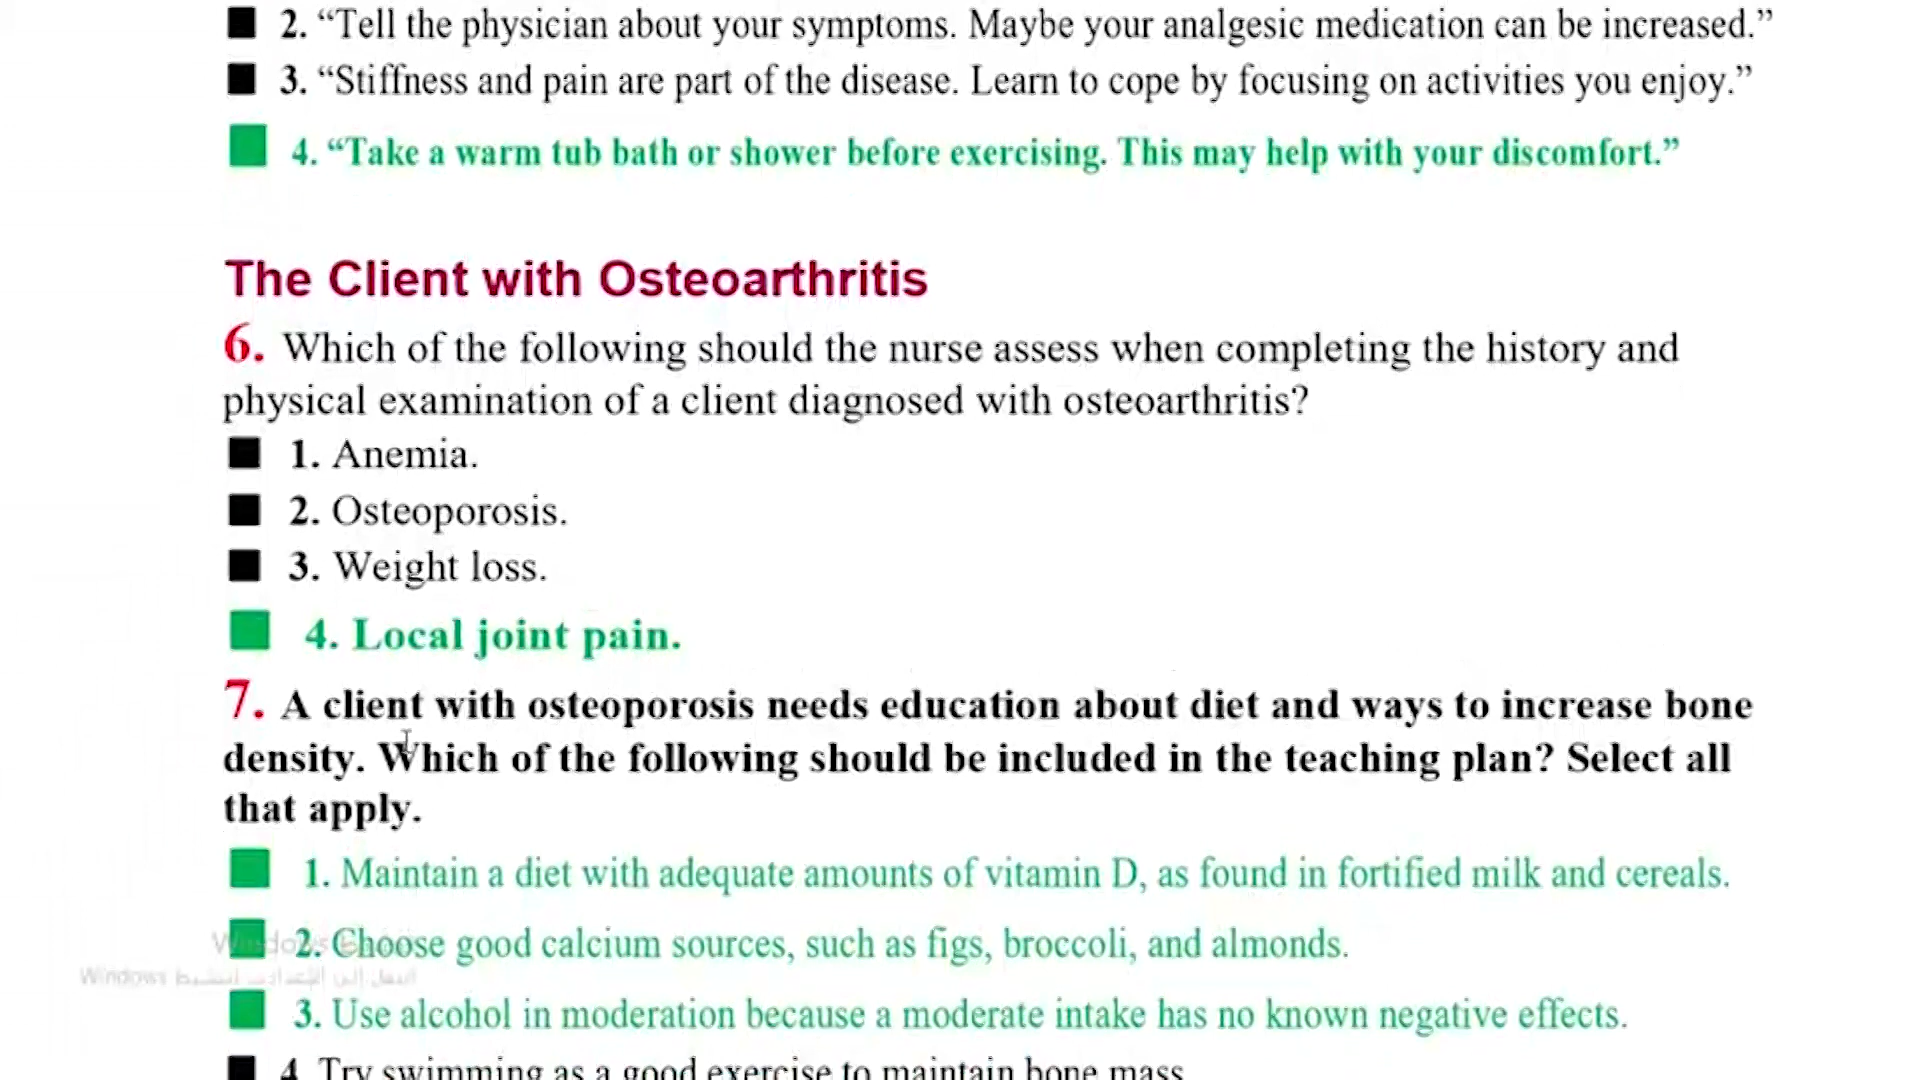 2. “Tell the physician about your symptoms. Maybe your analgesic medication can be increased.”
3. “Stiffness and pain are part of the disease. Learn to cope by focusing on activities you enjoy.”
4. “Take a warm tub bath or shower before exercising. This may help with your discomfort.”
The Client with Osteoarthritis
6. Which of the following should the nurse assess when completing the history and
physical examination of a client diagnosed with osteoarthritis?
1. Anemia.
2. Osteoporosis.
3. Weight loss.
4. Local joint pain.
7. A client with osteoporosis needs education about diet and ways to increase bone
density. Which of the following should be included in the teaching plan? Select all
that apply.
1. Maintain a diet with adequate amounts of vitamin D, as found in fortified milk and cereals.
2. Choose good calcium sources, such as figs, broccoli, and almonds.
Windows
3. Use alcohol in moderation because a moderate intake has no known negative effects.
4. Try swimming as a good exercise to maintain bone mass.